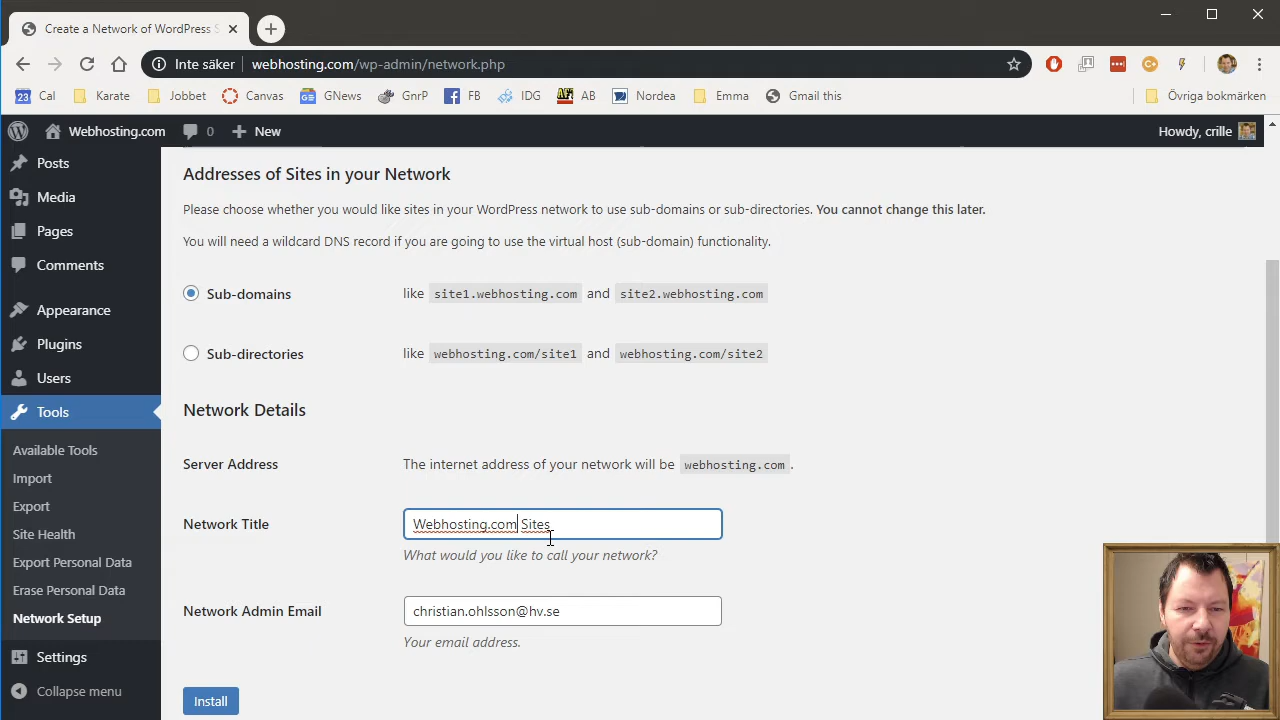 Create a Network of WordPress S
Inte säker
webhosting.com/wp-admin/network.php
23 Cal
Karate
Jobbet
Canvas
GNews
GnrP
FB
IDG
AB
Nordea
Emma
Gmail this
Övriga bokmärken
Webhosting.com
0
New
Howdy, crille
Posts
Media
Pages
Comments
Appearance
Plugins
Users
Tools
Available Tools
Import
Export
Site Health
Export Personal Data
Erase Personal Data
Network Setup
Settings
Collapse menu
Addresses of Sites in your Network
Please choose whether you would like sites in your WordPress network to use sub-domains or sub-directories. You cannot change this later.
You will need a wildcard DNS record if you are going to use the virtual host (sub-domain) functionality.
Sub-domains like site1.webhosting.com and site2.webhosting.com
Sub-directories like webhosting.com/site1 and webhosting.com/site2
Network Details
Server Address The internet address of your network will be webhosting.com.
Network Title Webhosting.com Sites
What would you like to call your network?
Network Admin Email christian.ohlsson@hv.se
Your email address.
Install